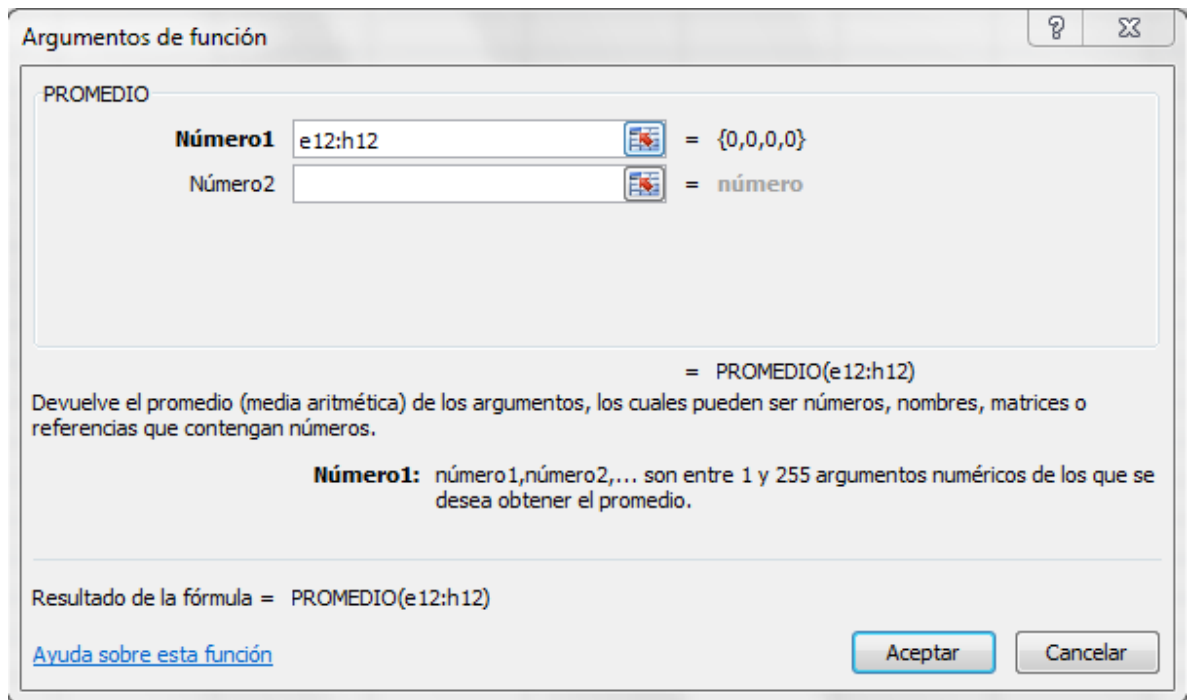 Argumentos de función
PROMEDIO
Número1 e12:h12 = {0,0,0,0}
Número2 = número
= PROMEDIO(e12:h12)
Devuelve el promedio (media aritmética) de los argumentos, los cuales pueden ser números, nombres, matrices o
referencias que contengan números.
Número1: número1,número2,... son entre 1 y 255 argumentos numéricos de los que se
desea obtener el promedio.
Resultado de la fórmula = PROMEDIO(e12:h12)
Ayuda sobre esta función
Aceptar Cancelar